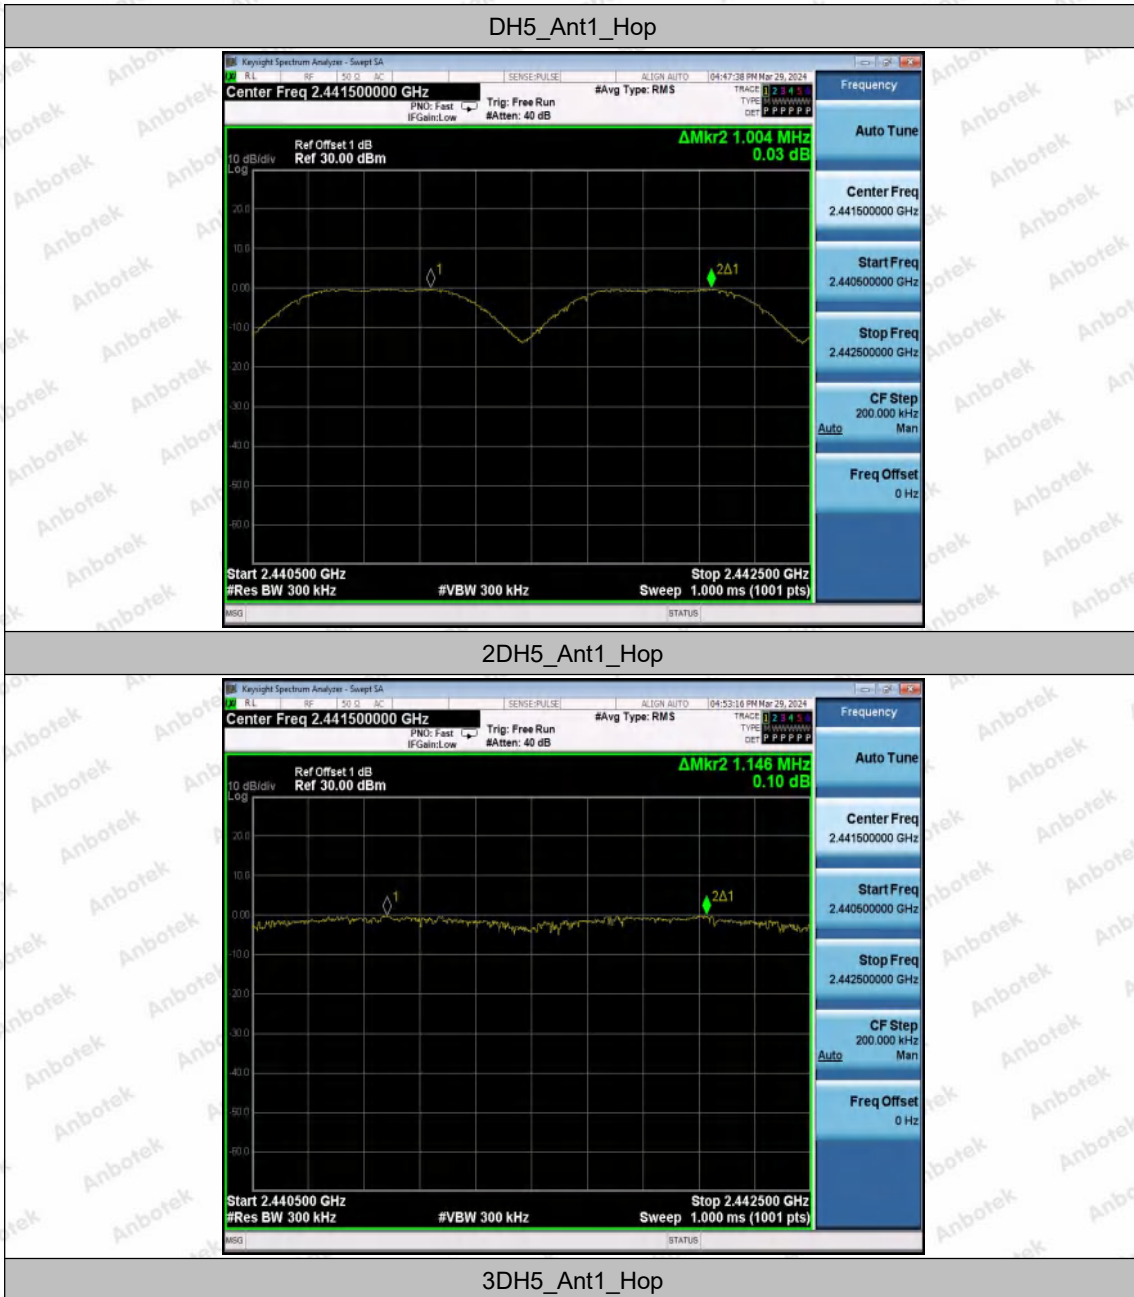 DH5_Ant1_Hop
Keysight Spectrum Analyzer - Swept SA
RL RF 50 Ω AC SENSE:PULSE ALIGN AUTO 04:47:38 PM Mar 29, 2024
Center Freq 2.441500000 GHz #Avg Type: RMS TRACE 1 2 3 4 5 6
PNO: Fast Trig: Free Run TYPE M WWWWW
IFGain:Low #Atten: 40 dB DET P P P P P P
Frequency
Auto Tune
Ref Offset 1 dB ΔMkr2 1.004 MHz
10 dB/div Ref 30.00 dBm 0.03 dB
Log
20.0
10.0
0.00
-10.0
-20.0
-30.0
-40.0
-50.0
-60.0
1
2Δ1
Center Freq
2.441500000 GHz
Start Freq
2.440500000 GHz
Stop Freq
2.442500000 GHz
CF Step
200.000 kHz
Auto Man
Freq Offset
0 Hz
Start 2.440500 GHz Stop 2.442500 GHz
#Res BW 300 kHz #VBW 300 kHz Sweep 1.000 ms (1001 pts)
MSG STATUS
2DH5_Ant1_Hop
Keysight Spectrum Analyzer - Swept SA
RL RF 50 Ω AC SENSE:PULSE ALIGN AUTO 04:53:16 PM Mar 29, 2024
Center Freq 2.441500000 GHz #Avg Type: RMS TRACE 1 2 3 4 5 6
PNO: Fast Trig: Free Run TYPE M WWWWW
IFGain:Low #Atten: 40 dB DET P P P P P P
Frequency
Auto Tune
Ref Offset 1 dB ΔMkr2 1.146 MHz
10 dB/div Ref 30.00 dBm 0.10 dB
Log
20.0
10.0
0.00
-10.0
-20.0
-30.0
-40.0
-50.0
-60.0
1
2Δ1
Center Freq
2.441500000 GHz
Start Freq
2.440500000 GHz
Stop Freq
2.442500000 GHz
CF Step
200.000 kHz
Auto Man
Freq Offset
0 Hz
Start 2.440500 GHz Stop 2.442500 GHz
#Res BW 300 kHz #VBW 300 kHz Sweep 1.000 ms (1001 pts)
MSG STATUS
3DH5_Ant1_Hop
Anbotek